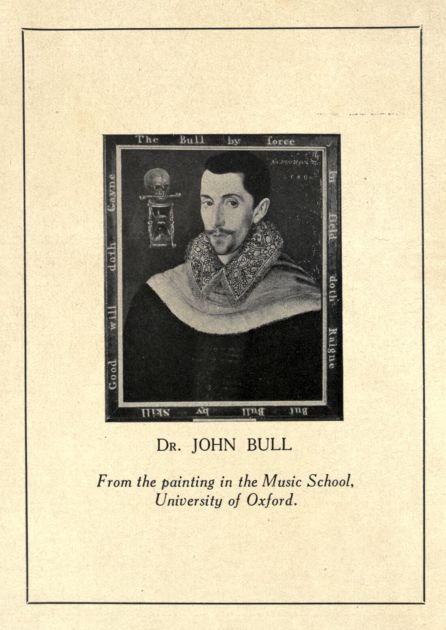 The Bull by force
In field doth Raigne
But Bull by Skill
Good will doth Gayne
1589
DR. JOHN BULL
From the painting in the Music School,
University of Oxford.